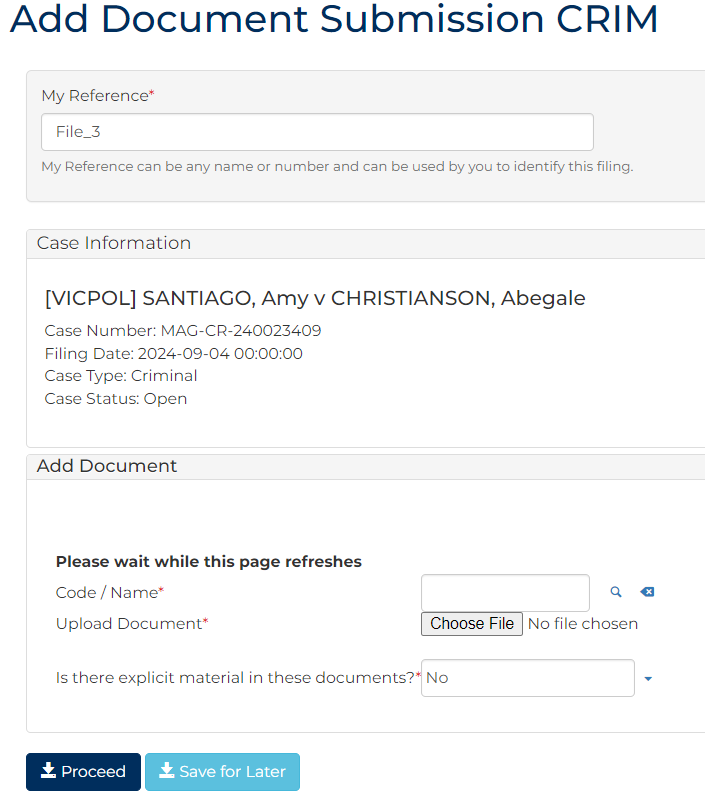 Add Document Submission CRIM
My Reference*
File_3
My Reference can be any name or number and can be used by you to identify this filing.
Case Information
[VICPOL] SANTIAGO, Amy v CHRISTIANSON, Abegale
Case Number: MAG-CR-240023409
Filing Date: 2024-09-04 00:00:00
Case Type: Criminal
Case Status: Open
Add Document
Please wait while this page refreshes
Code / Name*
Upload Document* Choose File No file chosen
Is there explicit material in these documents?* No
Proceed Save for Later